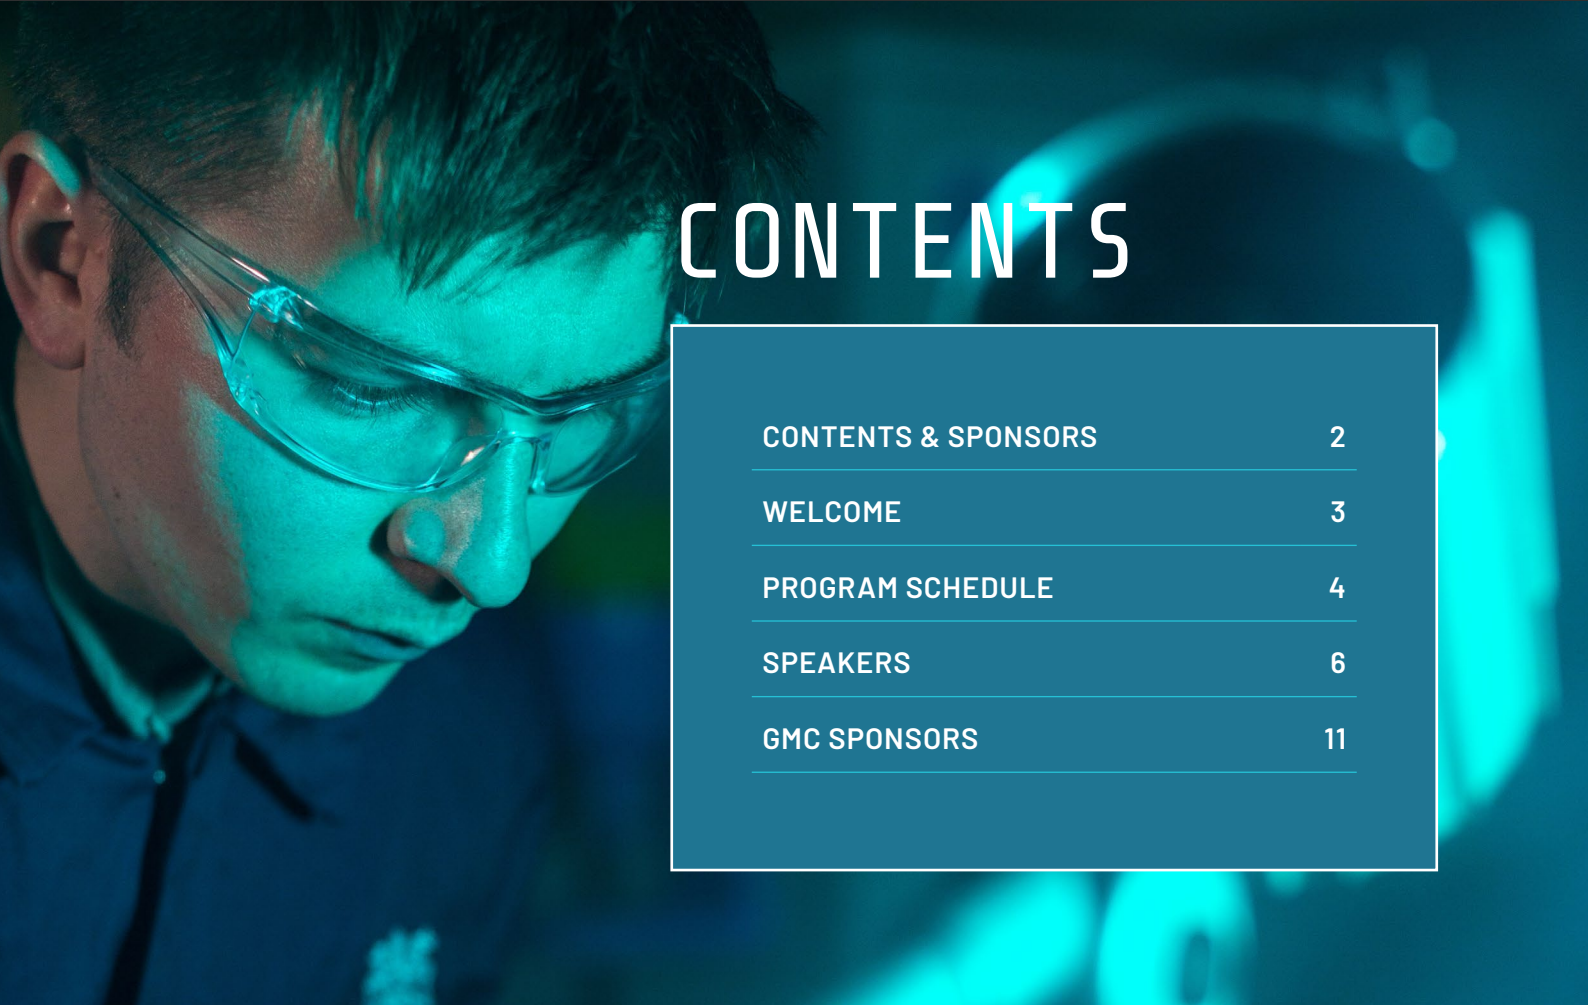 CONTENTS
CONTENTS & SPONSORS 2
WELCOME 3
PROGRAM SCHEDULE 4
SPEAKERS 6
GMC SPONSORS 11